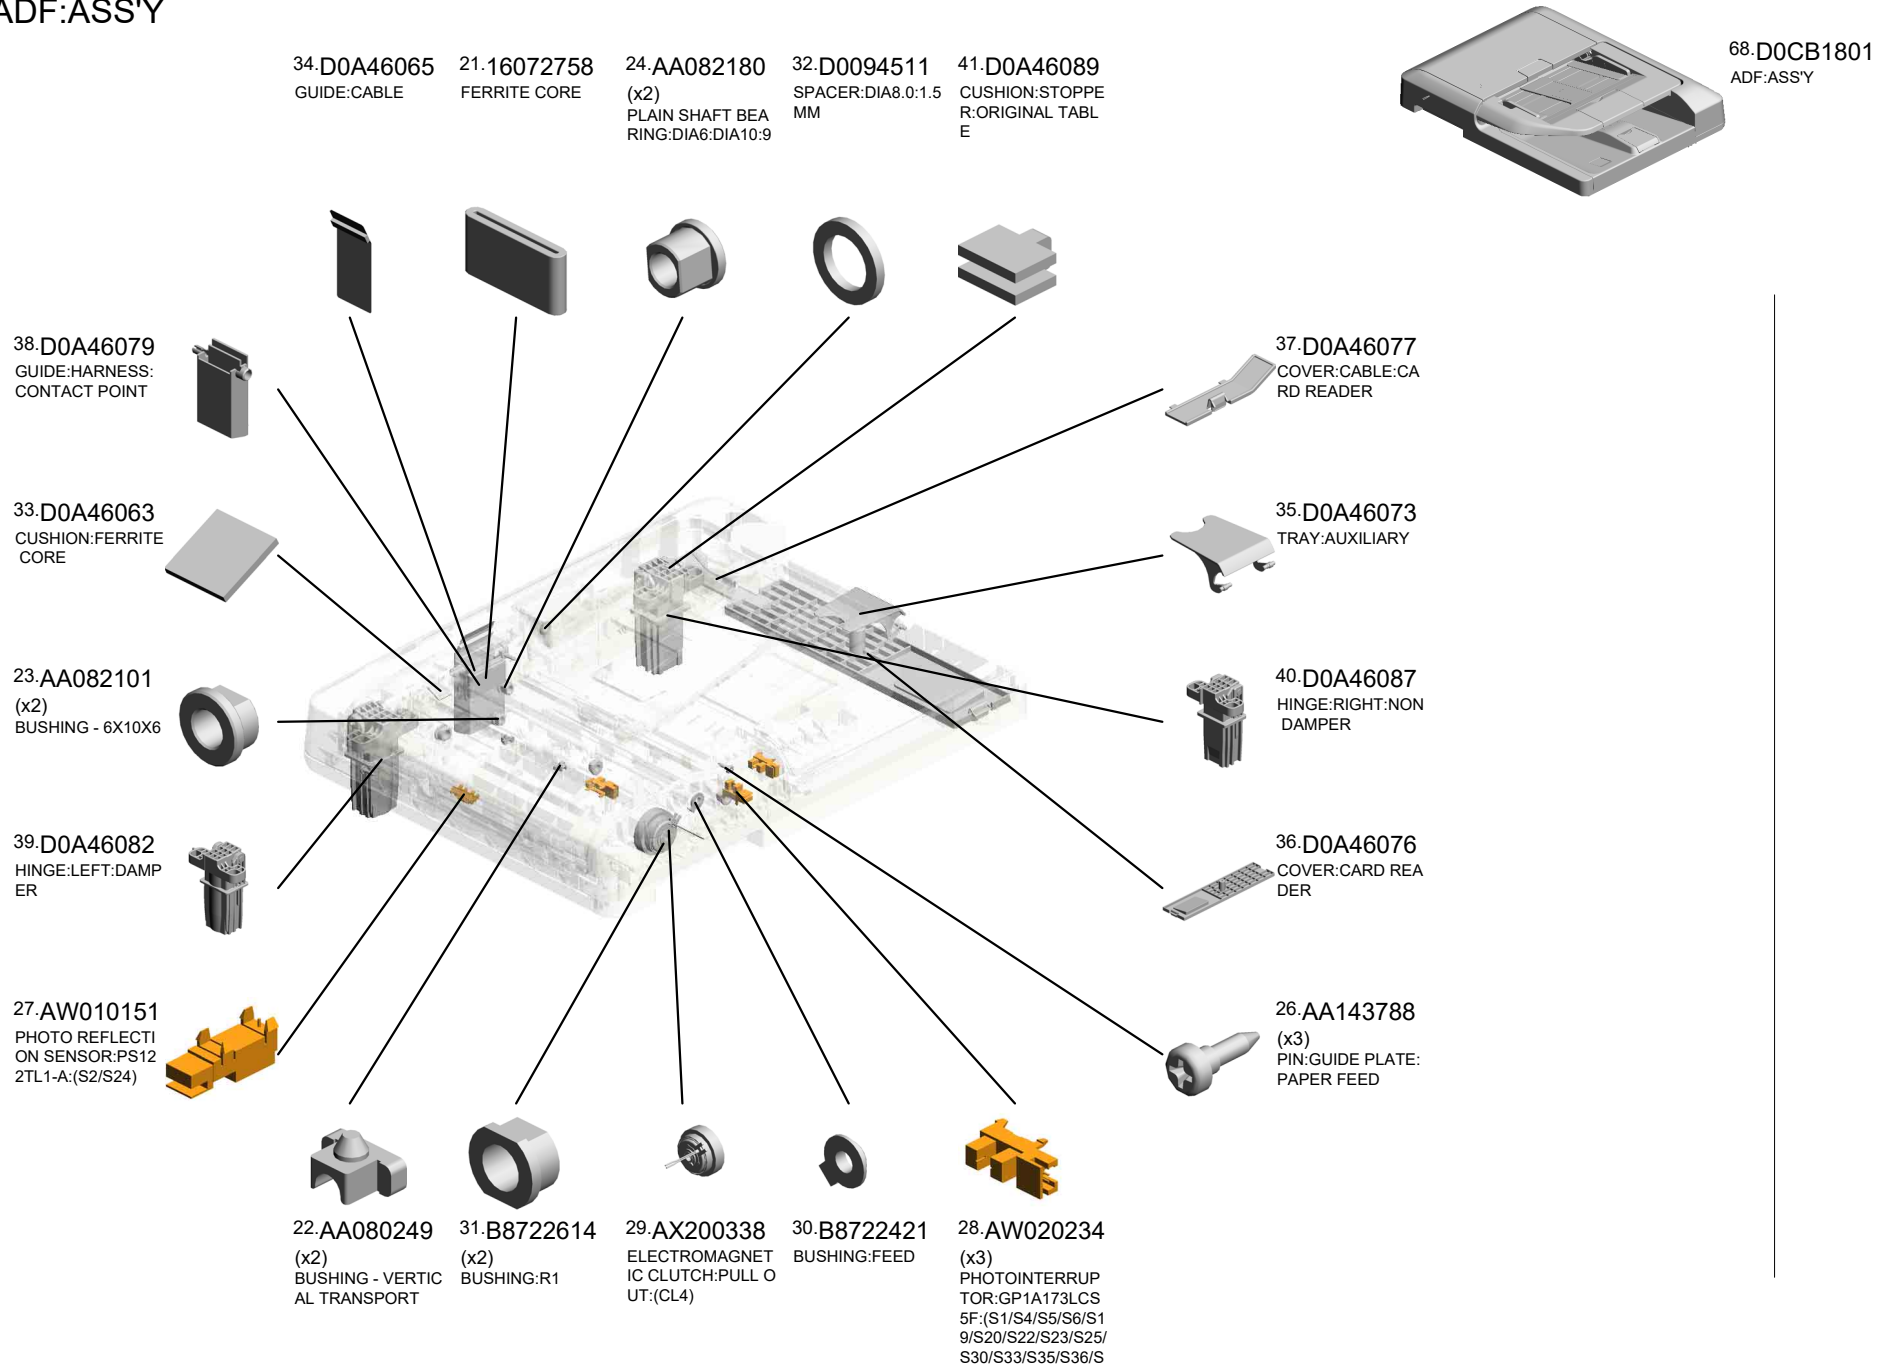 ADF:ASS'Y
34.D0A46065
GUIDE:CABLE
21.16072758
FERRITE CORE
24.AA082180
(x2)
PLAIN SHAFT BEA
RING:DIA6:DIA10:9
32.D0094511
SPACER:DIA8.0:1.5
MM
41.D0A46089
CUSHION:STOPPE
R:ORIGINAL TABL
E
68.D0CB1801
ADF:ASS'Y
38.D0A46079
GUIDE:HARNESS:
CONTACT POINT
37.D0A46077
COVER:CABLE:CA
RD READER
33.D0A46063
CUSHION:FERRITE
CORE
35.D0A46073
TRAY:AUXILIARY
23.AA082101
(x2)
BUSHING - 6X10X6
40.D0A46087
HINGE:RIGHT:NON
DAMPER
39.D0A46082
HINGE:LEFT:DAMP
ER
36.D0A46076
COVER:CARD REA
DER
27.AW010151
PHOTO REFLECTI
ON SENSOR:PS12
2TL1-A:(S2/S24)
26.AA143788
(x3)
PIN:GUIDE PLATE:
PAPER FEED
22.AA080249
(x2)
BUSHING - VERTIC
AL TRANSPORT
31.B8722614
(x2)
BUSHING:R1
29.AX200338
ELECTROMAGNET
IC CLUTCH:PULL O
UT:(CL4)
30.B8722421
BUSHING:FEED
28.AW020234
(x3)
PHOTOINTERRUP
TOR:GP1A173LCS
5F:(S1/S4/S5/S6/S1
9/S20/S22/S23/S25/
S30/S33/S35/S36/S